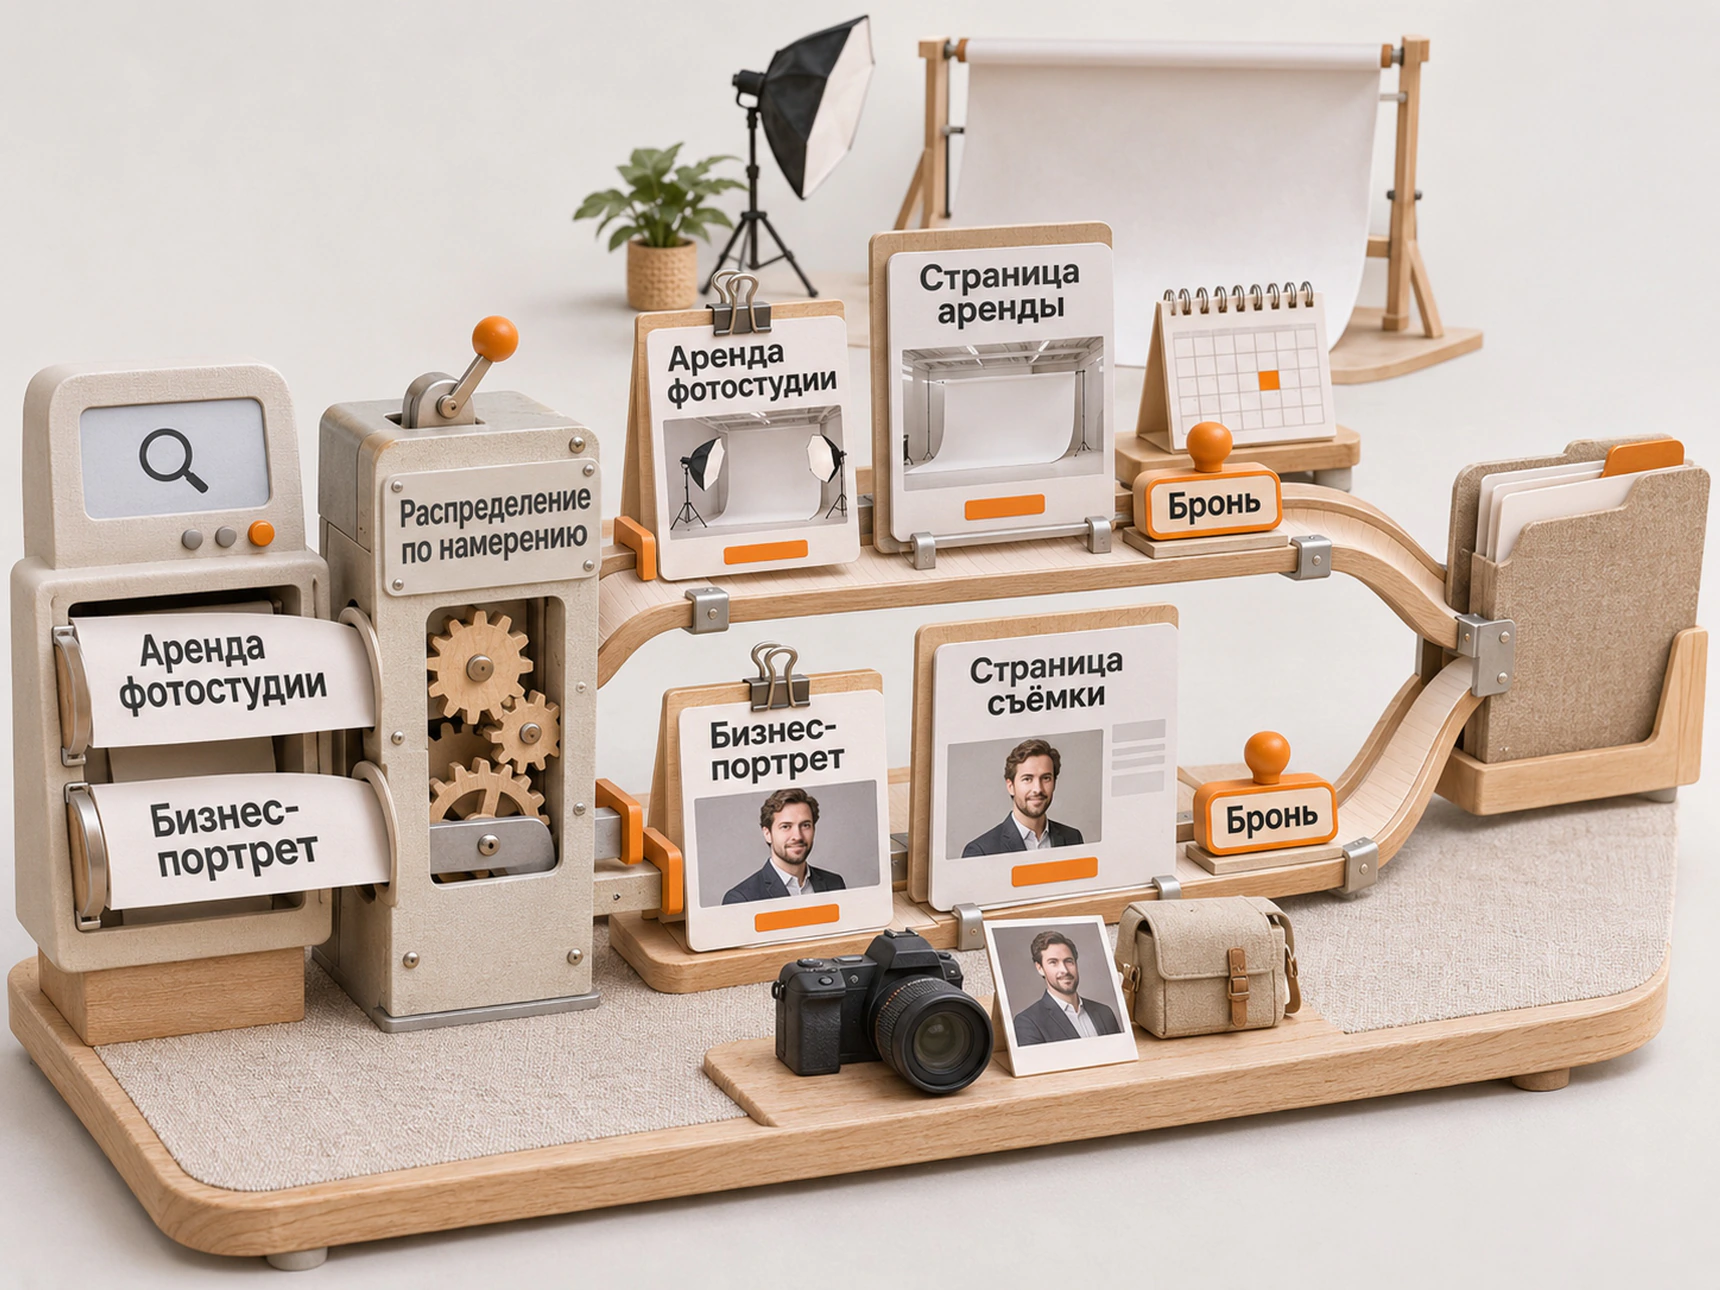 Аренда
фотостудии
Бизнес-
портрет
Распределение
по намерению
Аренда
фотостудии
Страница
аренды
Бронь
Бизнес-
портрет
Страница
съёмки
Бронь